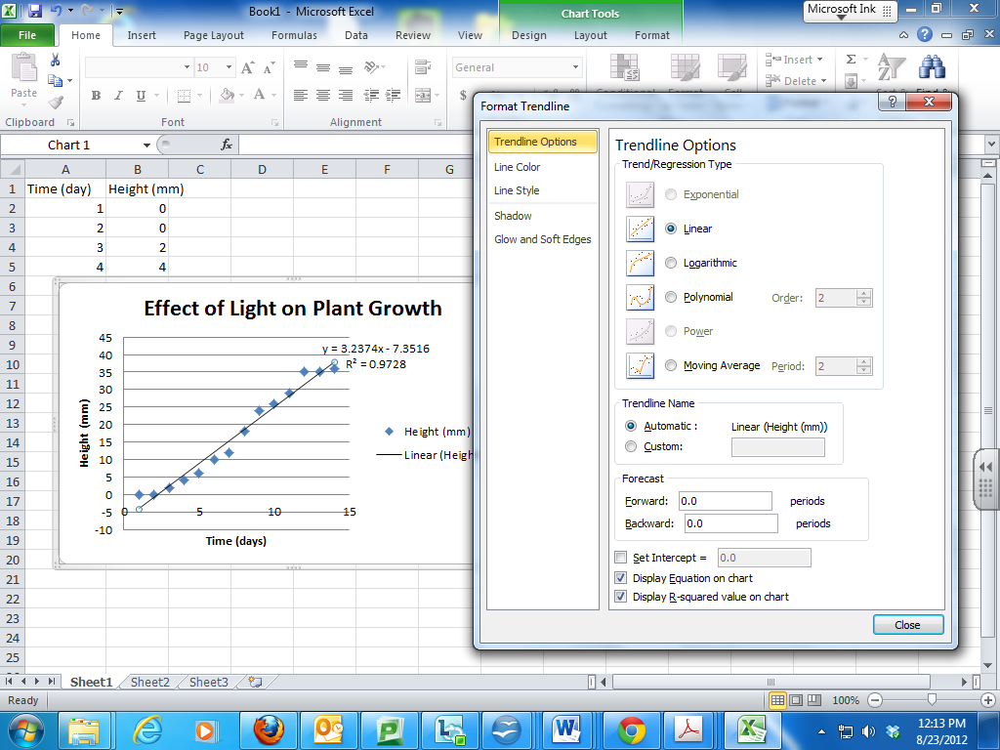 Book1 - Microsoft Excel
Chart Tools
Microsoft Ink
File Home Insert Page Layout Formulas Data Review View Design Layout Format
Paste
10
General
Insert
Delete
B I U
A
$
Clipboard Font Alignment
Chart 1
fx
A B C D E F G
1 Time (day) Height (mm)
2 1 0
3 2 0
4 3 2
5 4 4
6
7
8
9
10
11
12
13
14
15
16
17
18
19
20
21
22
23
24
25
Effect of Light on Plant Growth
y = 3.2374x - 7.3516
R² = 0.9728
45
40
35
30
25
20
15
10
5
0
-5
-10
0 5 10 15
Height (mm)
Time (days)
Height (mm)
Linear (Heigh
Format Trendline
Trendline Options
Line Color
Line Style
Shadow
Glow and Soft Edges
Trendline Options
Trend/Regression Type
Exponential
Linear
Logarithmic
Polynomial Order: 2
Power
Moving Average Period: 2
Trendline Name
Automatic : Linear (Height (mm))
Custom:
Forecast
Forward: 0.0 periods
Backward: 0.0 periods
Set Intercept = 0.0
Display Equation on chart
Display R-squared value on chart
Close
Sheet1 Sheet2 Sheet3
Ready
100%
12:13 PM
8/23/2012